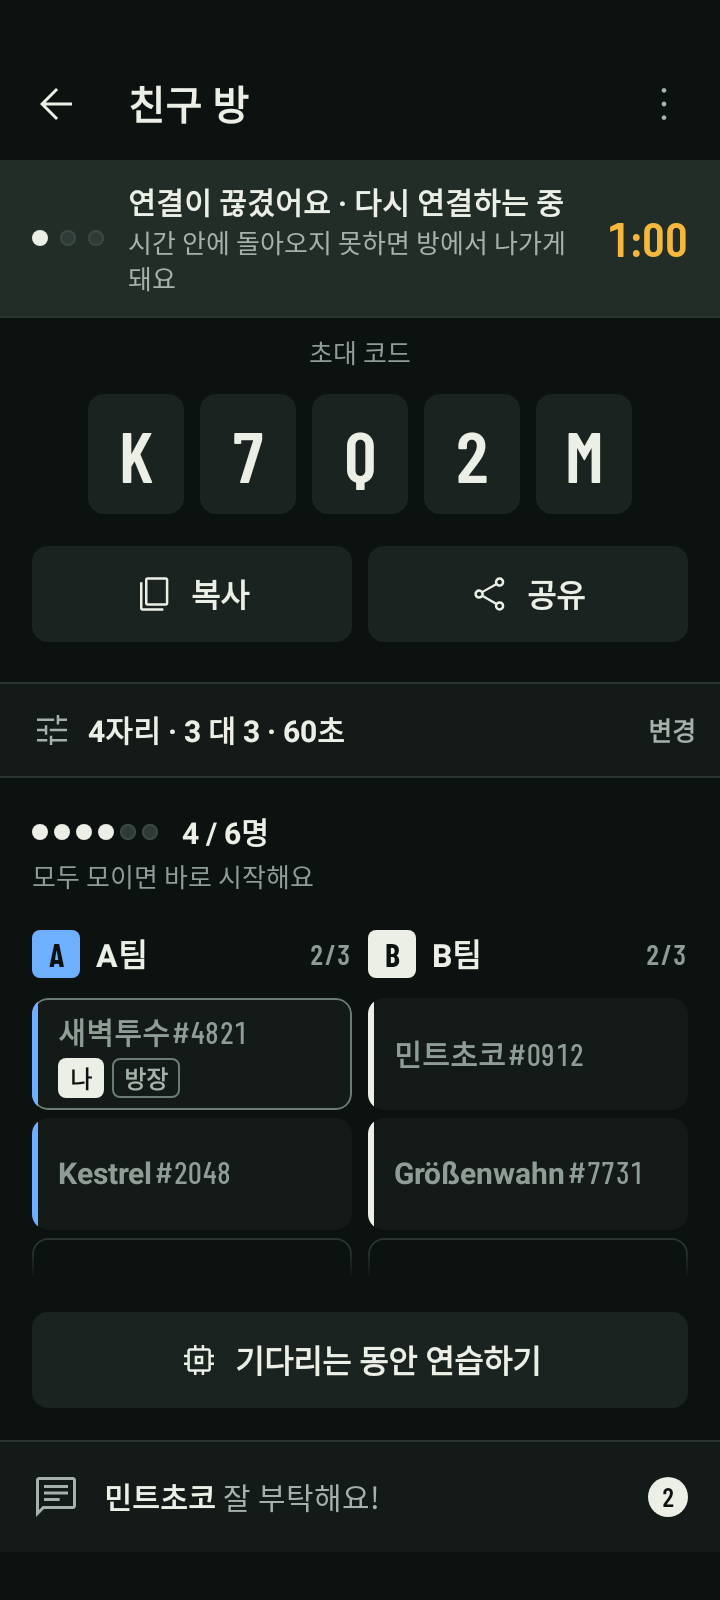 친구 방
연결이 끊겼어요 · 다시 연결하는 중
시간 안에 돌아오지 못하면 방에서 나가게
돼요
1:00
초대 코드
K 7 Q 2 M
복사
공유
4자리 · 3 대 3 · 60초
변경
4 / 6명
모두 모이면 바로 시작해요
A A팀 2/3
B B팀 2/3
새벽투수#4821
나 방장
민트초코#0912
Kestrel#2048
Größenwahn#7731
기다리는 동안 연습하기
민트초코 잘 부탁해요!
2